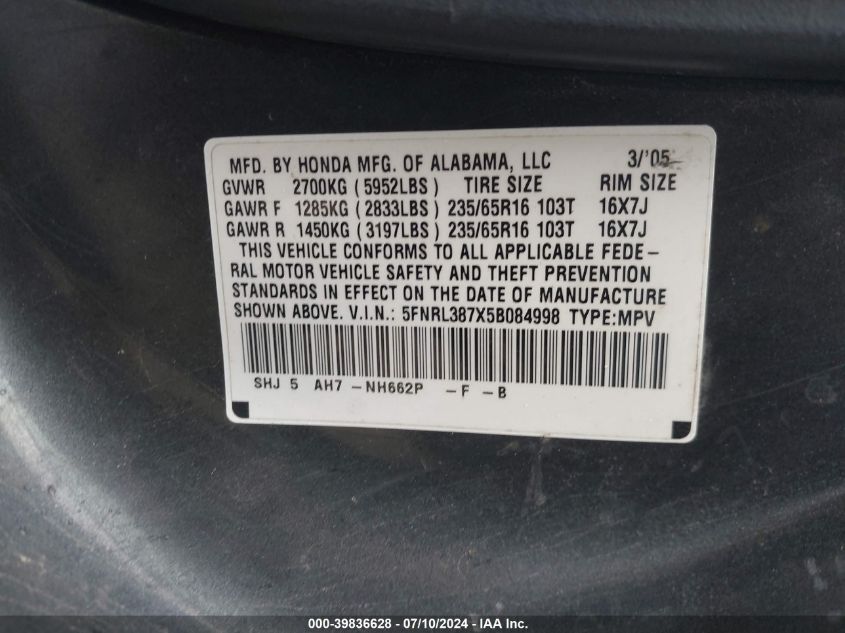 MFD. BY HONDA MFG. OF ALABAMA, LLC 3/'05
GVWR 2700KG (5952LBS) TIRE SIZE RIM SIZE
GAWR F 1285KG (2833LBS) 235/65R16 103T 16X7J
GAWR R 1450KG (3197LBS) 235/65R16 103T 16X7J
THIS VEHICLE CONFORMS TO ALL APPLICABLE FEDE-
RAL MOTOR VEHICLE SAFETY AND THEFT PREVENTION
STANDARDS IN EFFECT ON THE DATE OF MANUFACTURE
SHOWN ABOVE. V.I.N.: 5FNRL387X5B084998 TYPE:MPV
SHJ 5 AH7 -NH662P -F -B
000-39836628 - 07/10/2024 - IAA Inc.